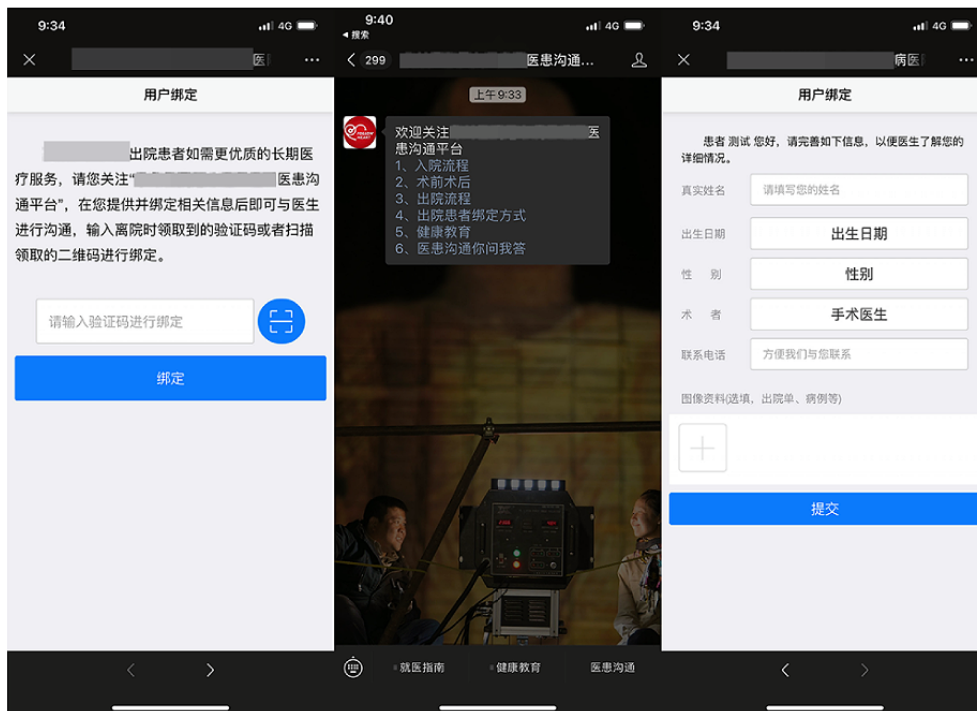 9:34
4G
医
用户绑定
出院患者如需更优质的长期医
疗服务，请您关注“医患沟
通平台”，在您提供并绑定相关信息后即可与医生
进行沟通，输入离院时领取到的验证码或者扫描
领取的二维码进行绑定。
请输入验证码进行绑定
绑定
9:40
搜索
4G
299
医患沟通...
上午9:33
欢迎关注医
患沟通平台
1、入院流程
2、术前术后
3、出院流程
4、出院患者绑定方式
5、健康教育
6、医患沟通你问我答
就医指南
健康教育
医患沟通
9:34
4G
病医
用户绑定
患者 测试 您好，请完善如下信息，以便医生了解您的
详细情况。
真实姓名 请填写您的姓名
出生日期 出生日期
性 别 性别
术 者 手术医生
联系电话 方便我们与您联系
图像资料(选填，出院单、病例等)
提交